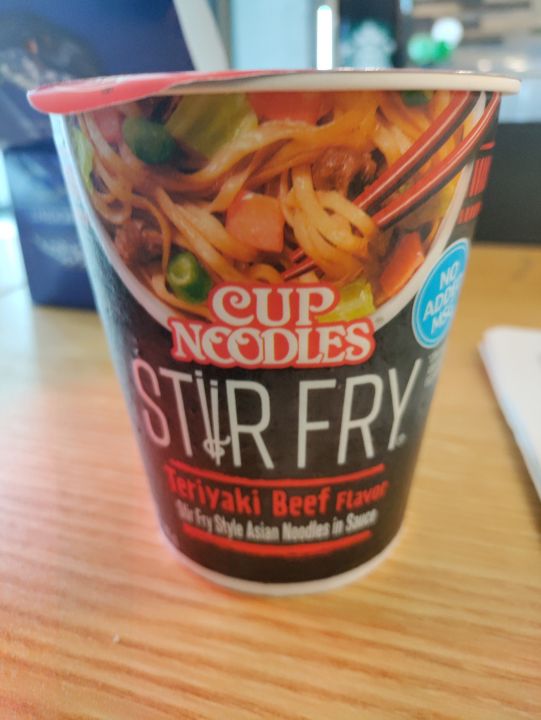 CUP
NOODLES
STIR FRY®
Teriyaki Beef Flavor
Stir Fry Style Asian Noodles in Sauce
NO
ADDED
MSG